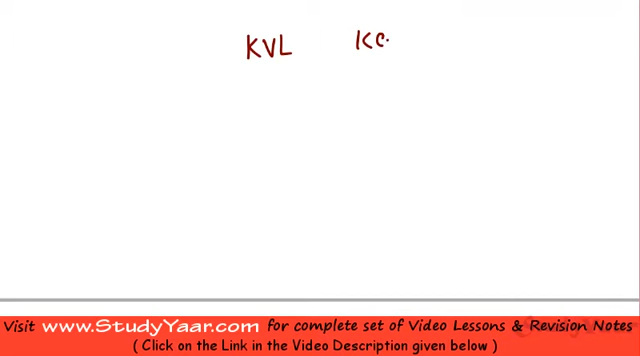 KVL KC
Visit www.StudyYaar.com for complete set of Video Lessons & Revision Notes
( Click on the Link in the Video Description given below )